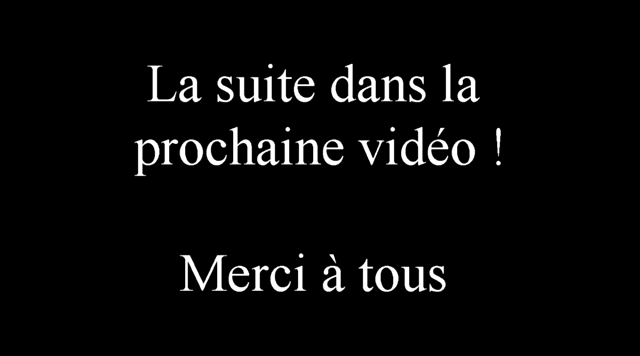 La suite dans la
prochaine vidéo !
Merci à tous